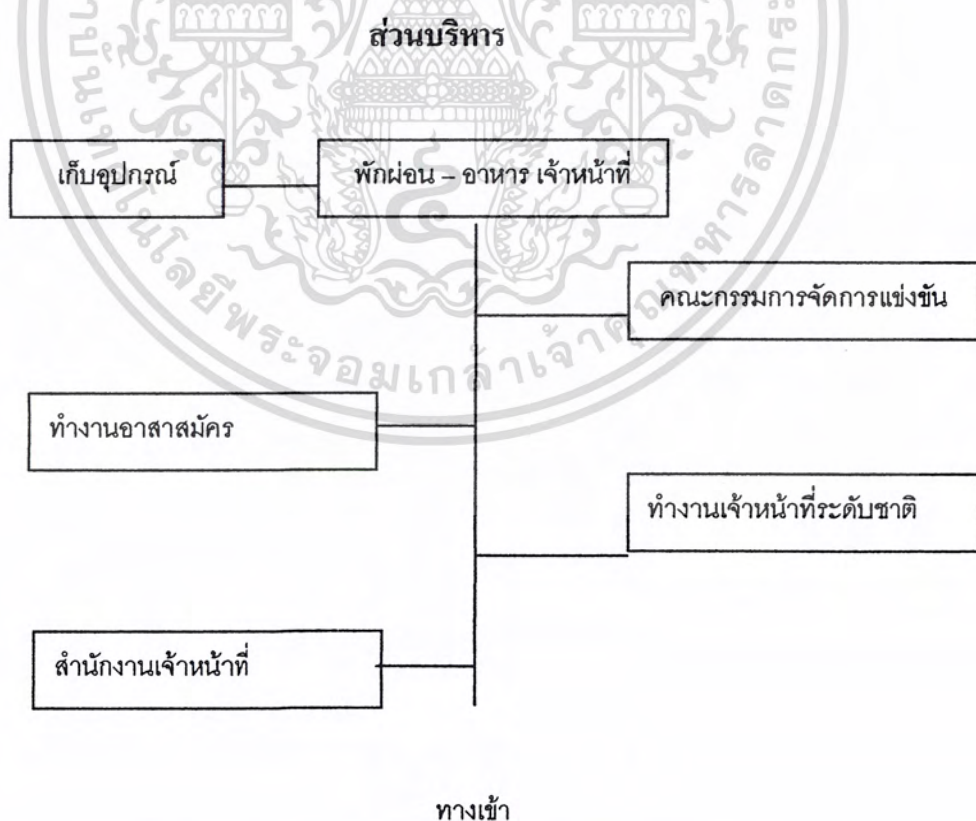 ส่วนบริหาร
เก็บอุปกรณ์
พักผ่อน – อาหาร เจ้าหน้าที่
คณะกรรมการจัดการแข่งขัน
ทำงานอาสาสมัคร
ทำงานเจ้าหน้าที่ระดับชาติ
สำนักงานเจ้าหน้าที่
ทางเข้า